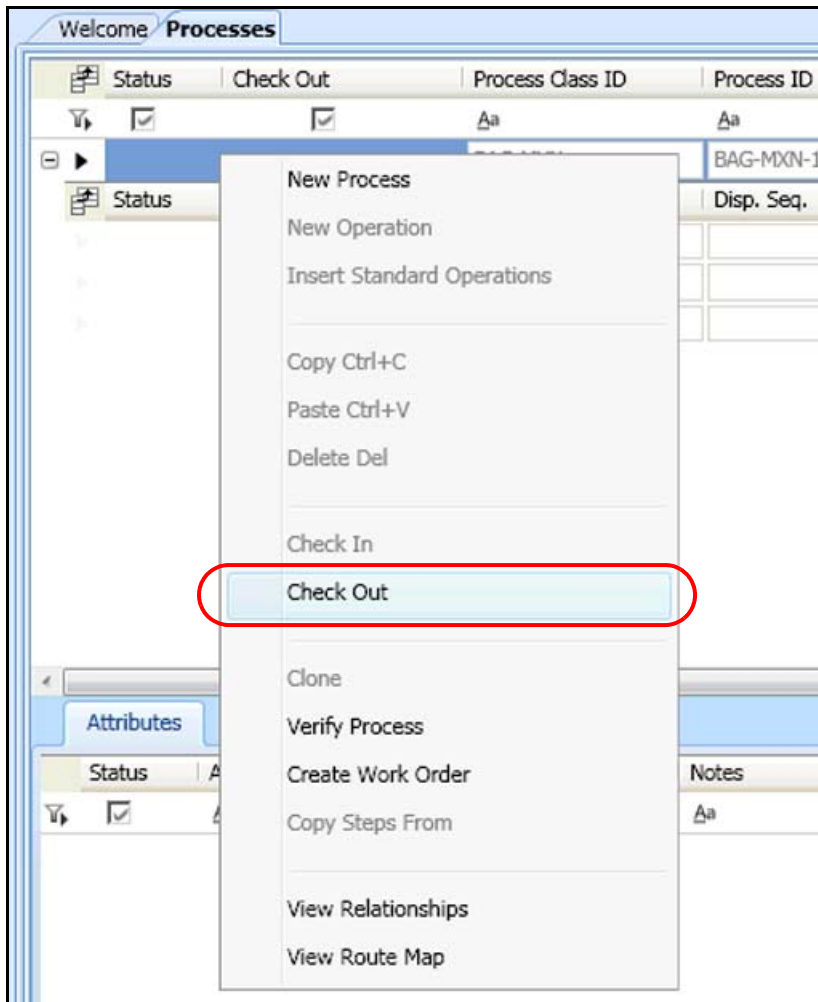 Welcome Processes
Status Check Out Process Class ID Process ID
Aa Aa
BAG-MXN-1
Status Disp. Seq.
New Process
New Operation
Insert Standard Operations
Copy Ctrl+C
Paste Ctrl+V
Delete Del
Check In
Check Out
Clone
Verify Process
Create Work Order
Copy Steps From
View Relationships
View Route Map
Attributes
Status A Notes
Aa